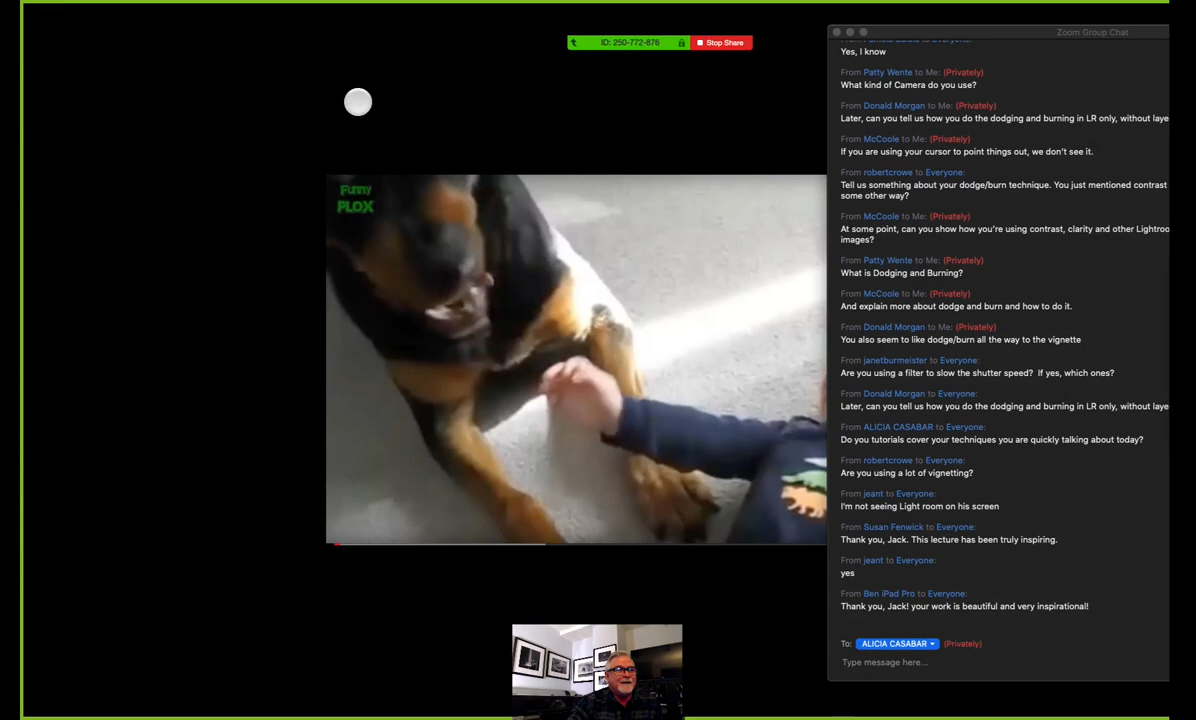 ID: 250-772-876
Stop Share
Zoom Group Chat
Yes, I know
From Patty Wente to Me: (Privately)
What kind of Camera do you use?
From Donald Morgan to Me: (Privately)
Later, can you tell us how you do the dodging and burning in LR only, without laye
From McCoole to Me: (Privately)
If you are using your cursor to point things out, we don't see it.
From robertcrowe to Everyone:
Tell us something about your dodge/burn technique. You just mentioned contrast
some other way?
From McCoole to Me: (Privately)
At some point, can you show how you're using contrast, clarity and other Lightroo
images?
From Patty Wente to Me: (Privately)
What is Dodging and Burning?
From McCoole to Me: (Privately)
And explain more about dodge and burn and how to do it.
From Donald Morgan to Me: (Privately)
You also seem to like dodge/burn all the way to the vignette
From janetburmeister to Everyone:
Are you using a filter to slow the shutter speed?  If yes, which ones?
From Donald Morgan to Everyone:
Later, can you tell us how you do the dodging and burning in LR only, without laye
From ALICIA CASABAR to Everyone:
Do you tutorials cover your techniques you are quickly talking about today?
From robertcrowe to Everyone:
Are you using a lot of vignetting?
From jeant to Everyone:
I'm not seeing Light room on his screen
From Susan Fenwick to Everyone:
Thank you, Jack. This lecture has been truly inspiring.
From jeant to Everyone:
yes
From Ben iPad Pro to Everyone:
Thank you, Jack! your work is beautiful and very inspirational!
To: ALICIA CASABAR (Privately)
Type message here...
Funny
PLOX